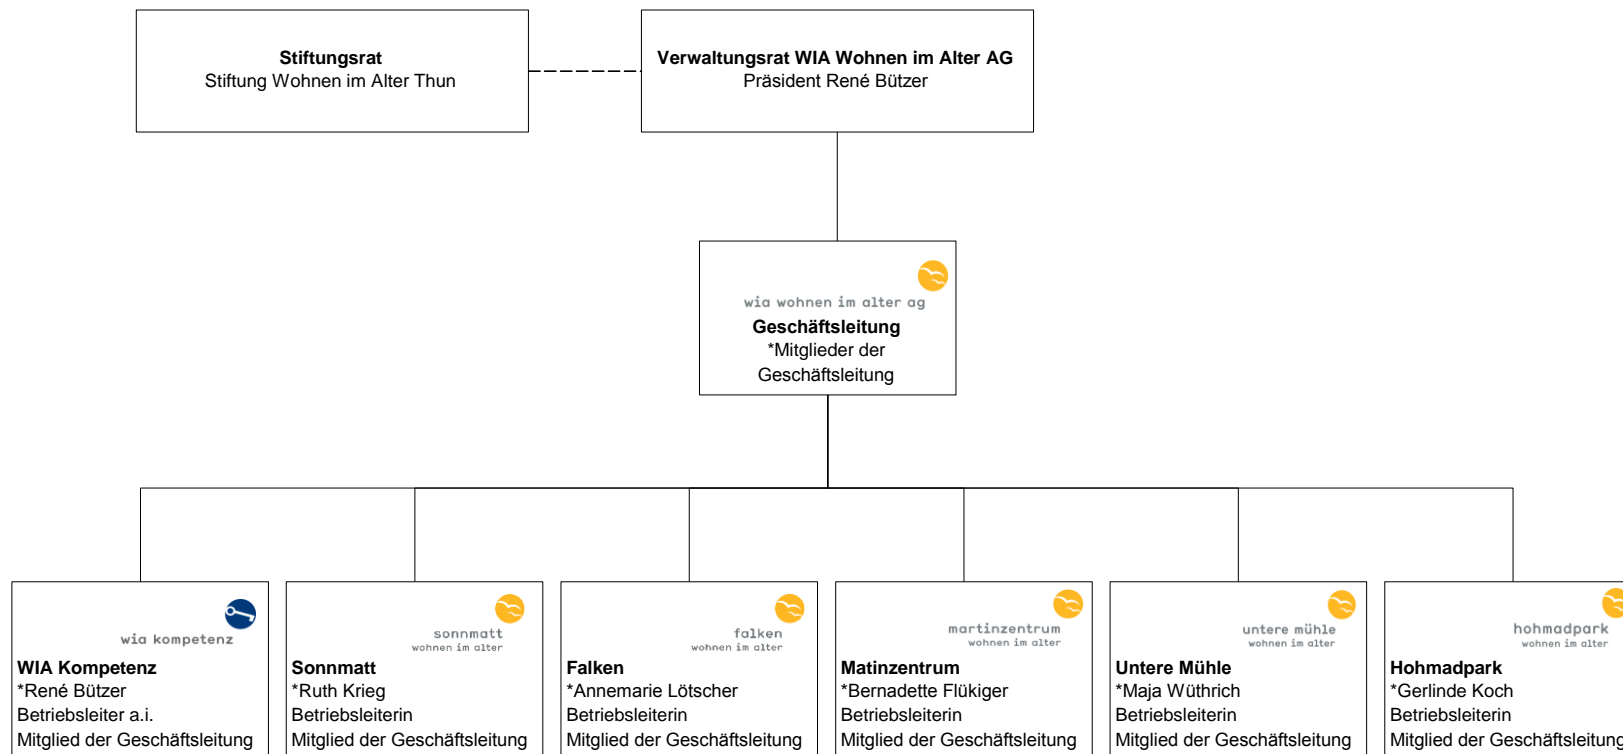 Stiftungsrat
Stiftung Wohnen im Alter Thun
Verwaltungsrat WIA Wohnen im Alter AG
Präsident René Bützer
wia wohnen im alter ag
Geschäftsleitung
*Mitglieder der
Geschäftsleitung
wia kompetenz
WIA Kompetenz
*René Bützer
Betriebsleiter a.i.
Mitglied der Geschäftsleitung
sonnmatt
wohnen im alter
Sonnmatt
*Ruth Krieg
Betriebsleiterin
Mitglied der Geschäftsleitung
falken
wohnen im alter
Falken
*Annemarie Lötscher
Betriebsleiterin
Mitglied der Geschäftsleitung
martinzentrum
wohnen im alter
Matinzentrum
*Bernadette Flükiger
Betriebsleiterin
Mitglied der Geschäftsleitung
untere mühle
wohnen im alter
Untere Mühle
*Maja Wüthrich
Betriebsleiterin
Mitglied der Geschäftsleitung
hohmadpark
wohnen im alter
Hohmadpark
*Gerlinde Koch
Betriebsleiterin
Mitglied der Geschäftsleitung